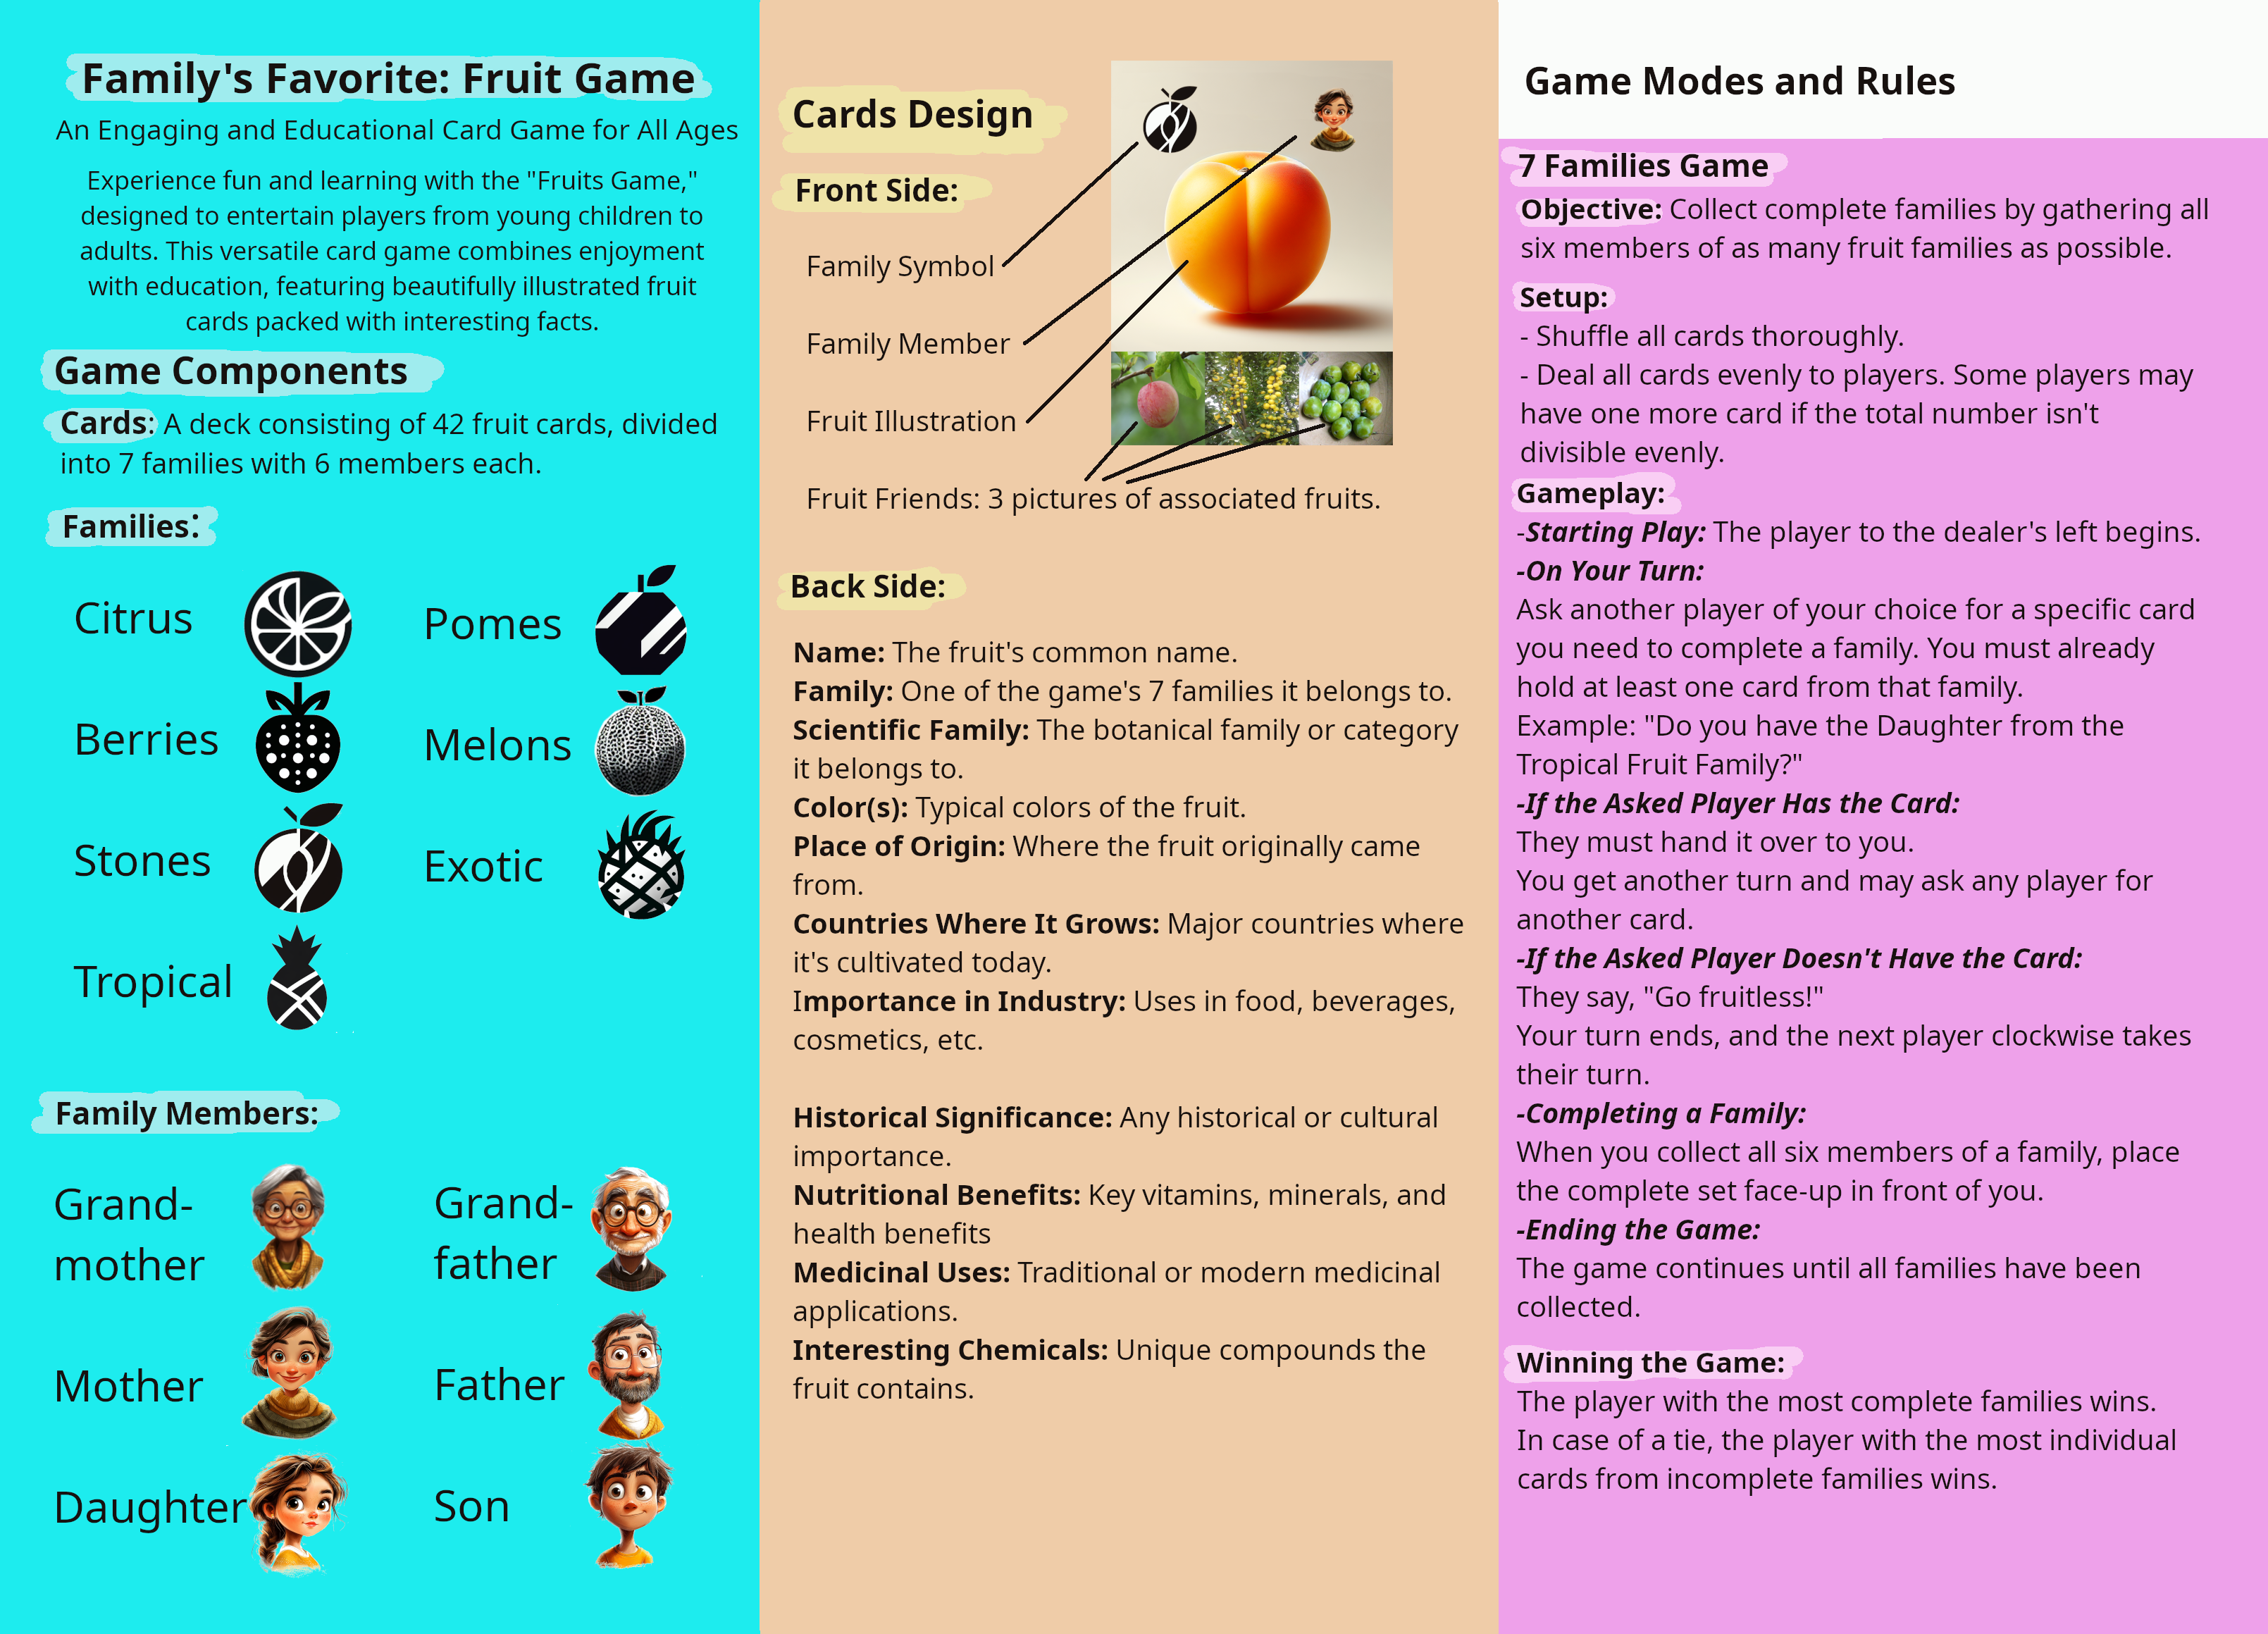 Family's Favorite: Fruit Game
An Engaging and Educational Card Game for All Ages
Experience fun and learning with the "Fruits Game,"
designed to entertain players from young children to
adults. This versatile card game combines enjoyment
with education, featuring beautifully illustrated fruit
cards packed with interesting facts.
Game Components
Cards: A deck consisting of 42 fruit cards, divided
into 7 families with 6 members each.
Families:
Citrus
Pomes
Berries
Melons
Stones
Exotic
Tropical
Family Members:
Grand-
mother
Grand-
father
Mother
Father
Daughter
Son
Cards Design
Front Side:
Family Symbol
Family Member
Fruit Illustration
Fruit Friends: 3 pictures of associated fruits.
Back Side:
Name: The fruit's common name.
Family: One of the game's 7 families it belongs to.
Scientific Family: The botanical family or category
it belongs to.
Color(s): Typical colors of the fruit.
Place of Origin: Where the fruit originally came
from.
Countries Where It Grows: Major countries where
it's cultivated today.
Importance in Industry: Uses in food, beverages,
cosmetics, etc.
Historical Significance: Any historical or cultural
importance.
Nutritional Benefits: Key vitamins, minerals, and
health benefits
Medicinal Uses: Traditional or modern medicinal
applications.
Interesting Chemicals: Unique compounds the
fruit contains.
Game Modes and Rules
7 Families Game
Objective: Collect complete families by gathering all
six members of as many fruit families as possible.
Setup:
- Shuffle all cards thoroughly.
- Deal all cards evenly to players. Some players may
have one more card if the total number isn't
divisible evenly.
Gameplay:
-Starting Play: The player to the dealer's left begins.
-On Your Turn:
Ask another player of your choice for a specific card
you need to complete a family. You must already
hold at least one card from that family.
Example: "Do you have the Daughter from the
Tropical Fruit Family?"
-If the Asked Player Has the Card:
They must hand it over to you.
You get another turn and may ask any player for
another card.
-If the Asked Player Doesn't Have the Card:
They say, "Go fruitless!"
Your turn ends, and the next player clockwise takes
their turn.
-Completing a Family:
When you collect all six members of a family, place
the complete set face-up in front of you.
-Ending the Game:
The game continues until all families have been
collected.
Winning the Game:
The player with the most complete families wins.
In case of a tie, the player with the most individual
cards from incomplete families wins.